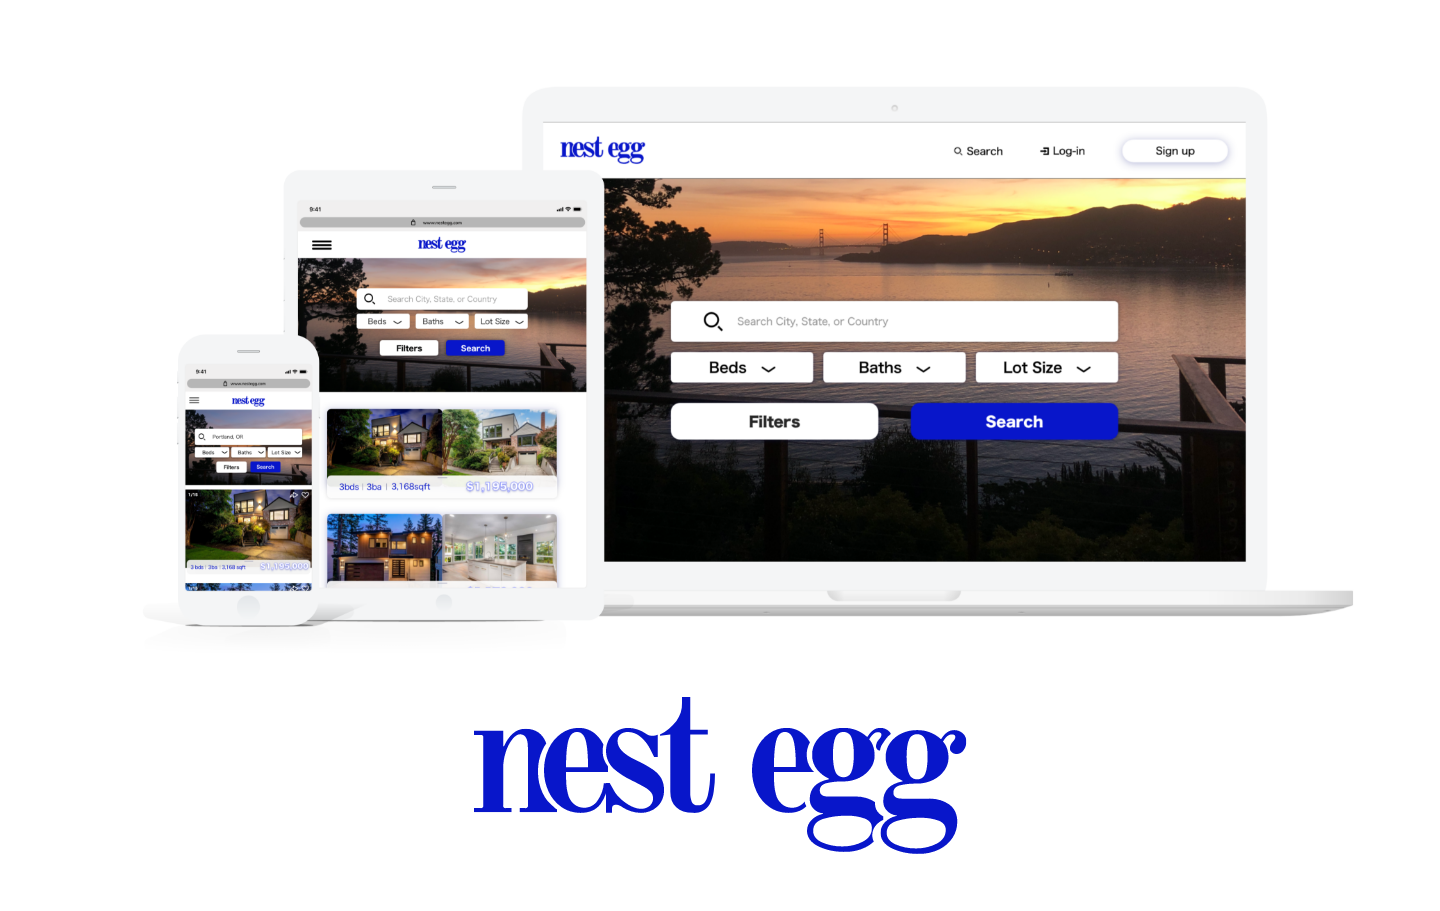 nest egg
Search
Log-in
Sign up
Search City, State, or Country
Beds
Baths
Lot Size
Filters
Search
9:41
www.nestegg.com
nest egg
Search City, State, or Country
Beds
Baths
Lot Size
Filters
Search
3bds | 3ba | 3,168sqft
$1,195,000
9:41
www.nestegg.com
nest egg
Portland, OR
Beds
Baths
Lot Size
Filters
Search
1/16
3 bds | 3ba | 3,168 sqft
$1,195,000
nest egg